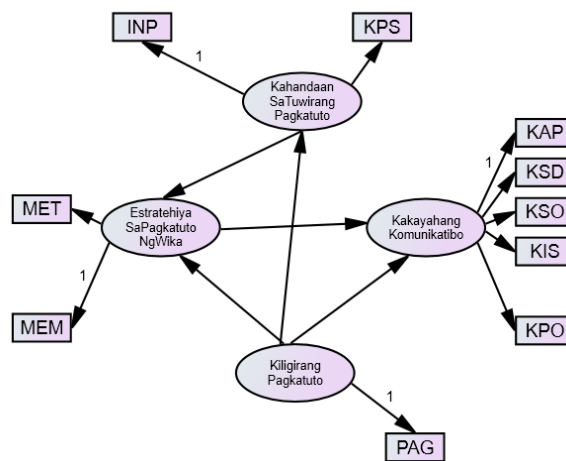 INP
KPS
1
Kahandaan
SaTuwirang
Pagkatuto
KAP
1
KSD
MET
Estratehiya
SaPagkatuto
NgWika
Kakayahang
Komunikatibo
KSO
KIS
1
MEM
KPO
Kiligirang
Pagkatuto
1
PAG